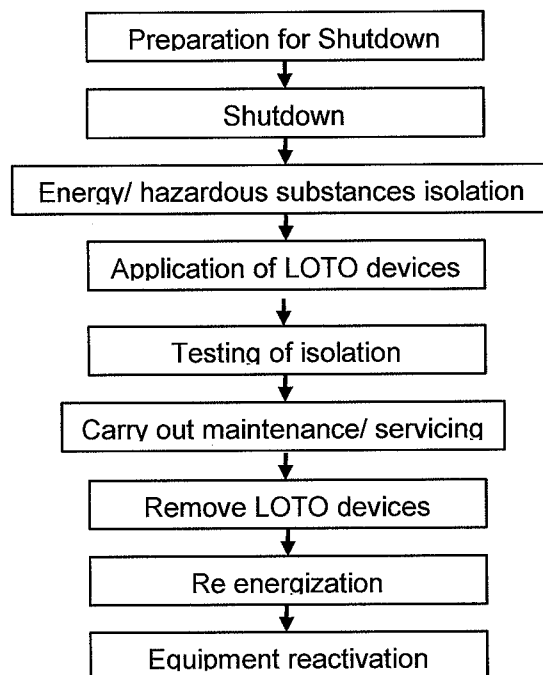 Preparation for Shutdown
Shutdown
Energy/ hazardous substances isolation
Application of LOTO devices
Testing of isolation
Carry out maintenance/ servicing
Remove LOTO devices
Re energization
Equipment reactivation